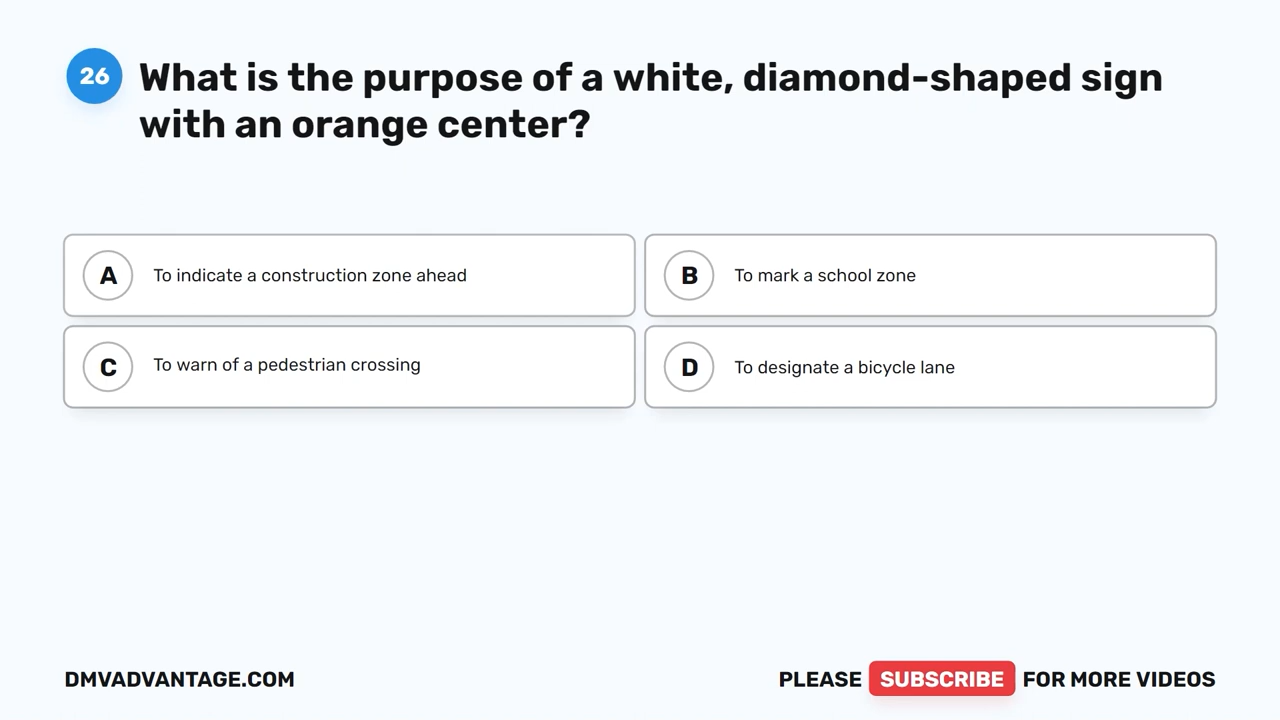 26
What is the purpose of a white, diamond-shaped sign
with an orange center?
A To indicate a construction zone ahead
B To mark a school zone
C To warn of a pedestrian crossing
D To designate a bicycle lane
DMVADVANTAGE.COM
PLEASE SUBSCRIBE FOR MORE VIDEOS